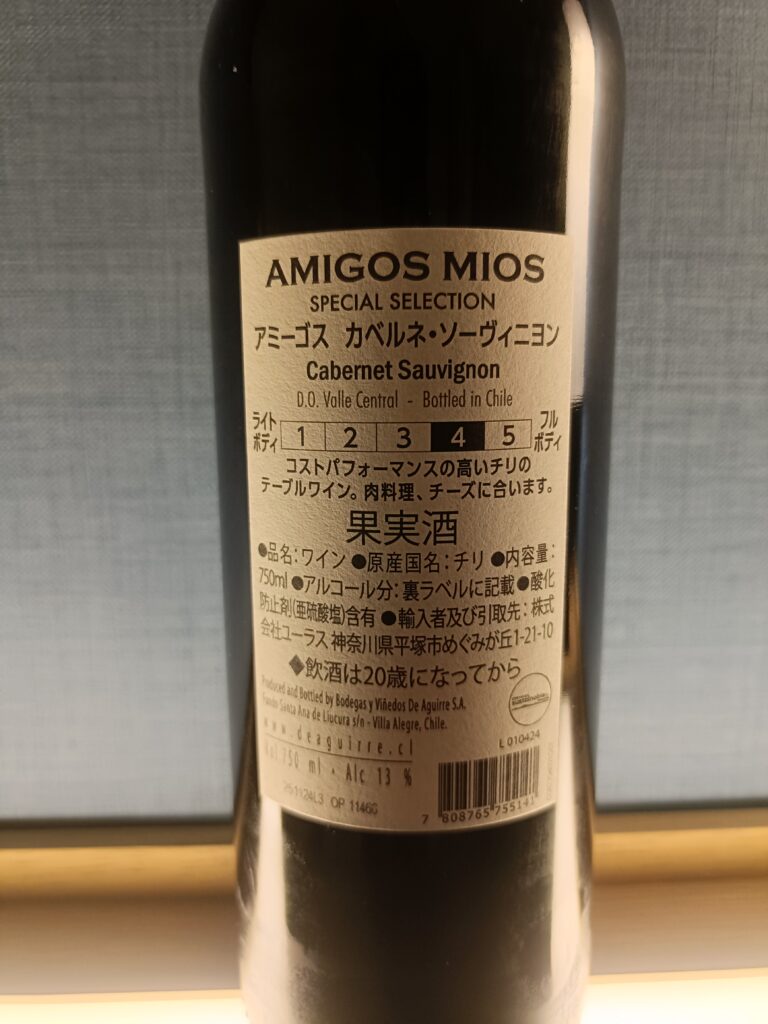 AMIGOS MIOS
SPECIAL SELECTION
アミーゴス カベルネ・ソーヴィニヨン
Cabernet Sauvignon
D.O. Valle Central - Bottled in Chile
ライトボディ 1 2 3 4 5 フルボディ
コストパフォーマンスの高いチリの
テーブルワイン。肉料理、チーズに合います。
果実酒
●品名：ワイン ●原産国名：チリ ●内容量：
750ml ●アルコール分：裏ラベルに記載 ●酸化
防止剤(亜硫酸塩)含有 ●輸入者及び引取先：株式
会社ユーラス 神奈川県平塚市めぐみが丘1-21-10
◆飲酒は20歳になってから
Produced and Bottled by Bodegas y Viñedos De Aguirre S.A.
Fundo Santa Ana de Liucura s/n - Villa Alegre, Chile.
www.deaguirre.cl
Vol 750 ml · Alc 13 %
L010424
OP 11466
7 808765 755141